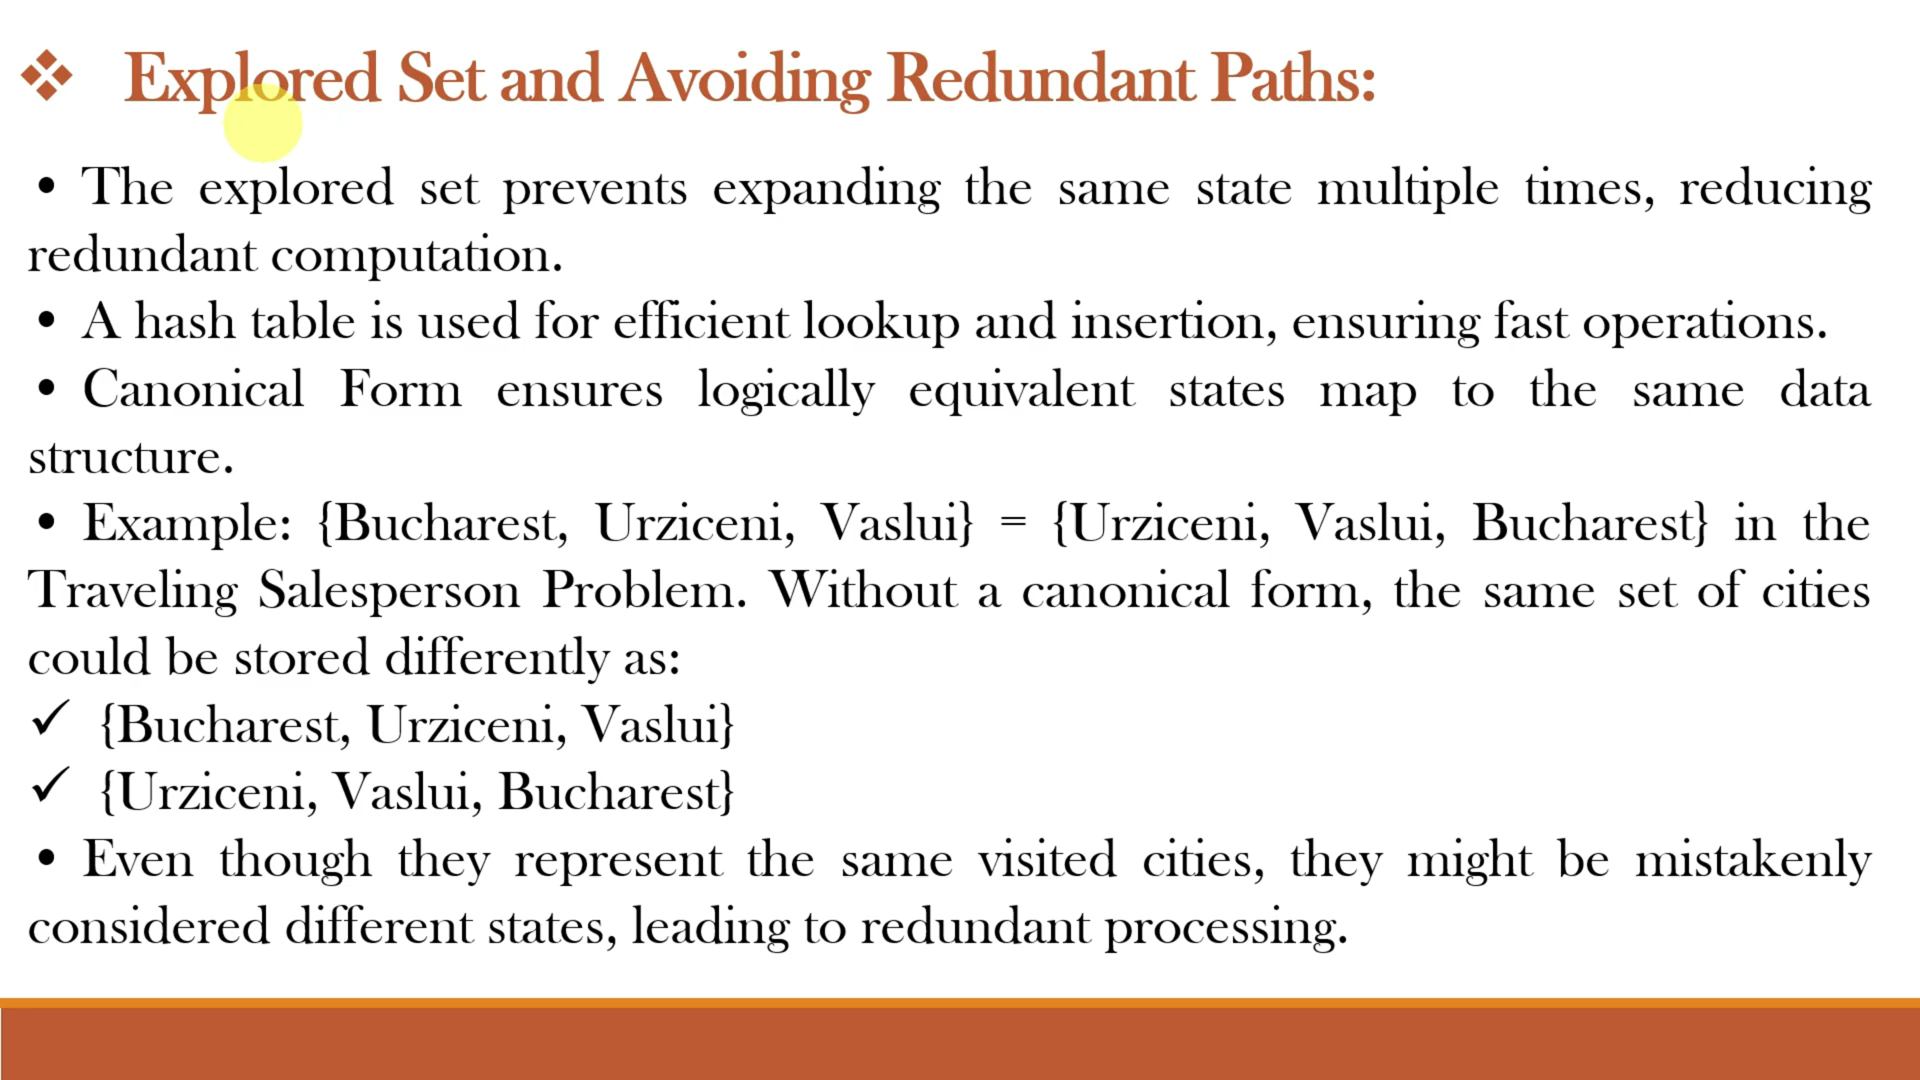 ❖ Explored Set and Avoiding Redundant Paths:
• The explored set prevents expanding the same state multiple times, reducing
redundant computation.
• A hash table is used for efficient lookup and insertion, ensuring fast operations.
• Canonical Form ensures logically equivalent states map to the same data
structure.
• Example: {Bucharest, Urziceni, Vaslui} = {Urziceni, Vaslui, Bucharest} in the
Traveling Salesperson Problem. Without a canonical form, the same set of cities
could be stored differently as:
✓ {Bucharest, Urziceni, Vaslui}
✓ {Urziceni, Vaslui, Bucharest}
• Even though they represent the same visited cities, they might be mistakenly
considered different states, leading to redundant processing.